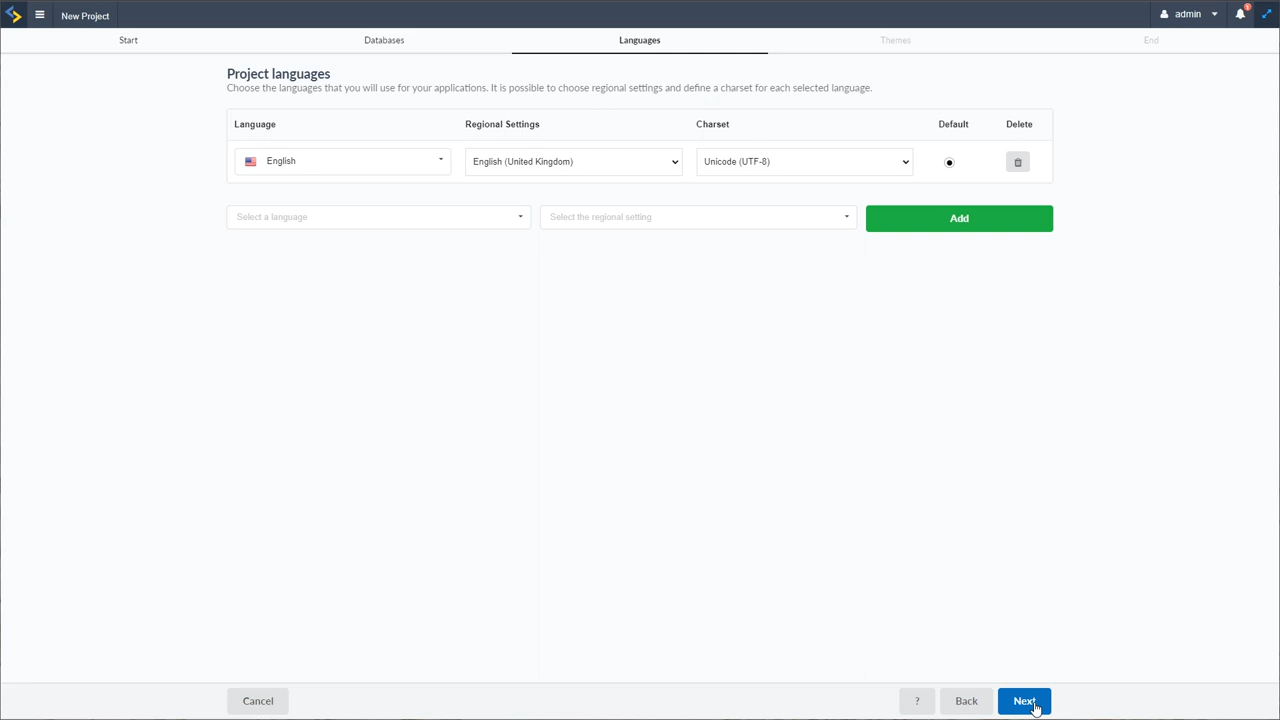 New Project
admin
1
Start
Databases
Languages
Themes
End
Project languages
Choose the languages that you will use for your applications. It is possible to choose regional settings and define a charset for each selected language.
Language Regional Settings Charset Default Delete
English English (United Kingdom) Unicode (UTF-8)
Select a language Select the regional setting Add
Cancel ? Back Next